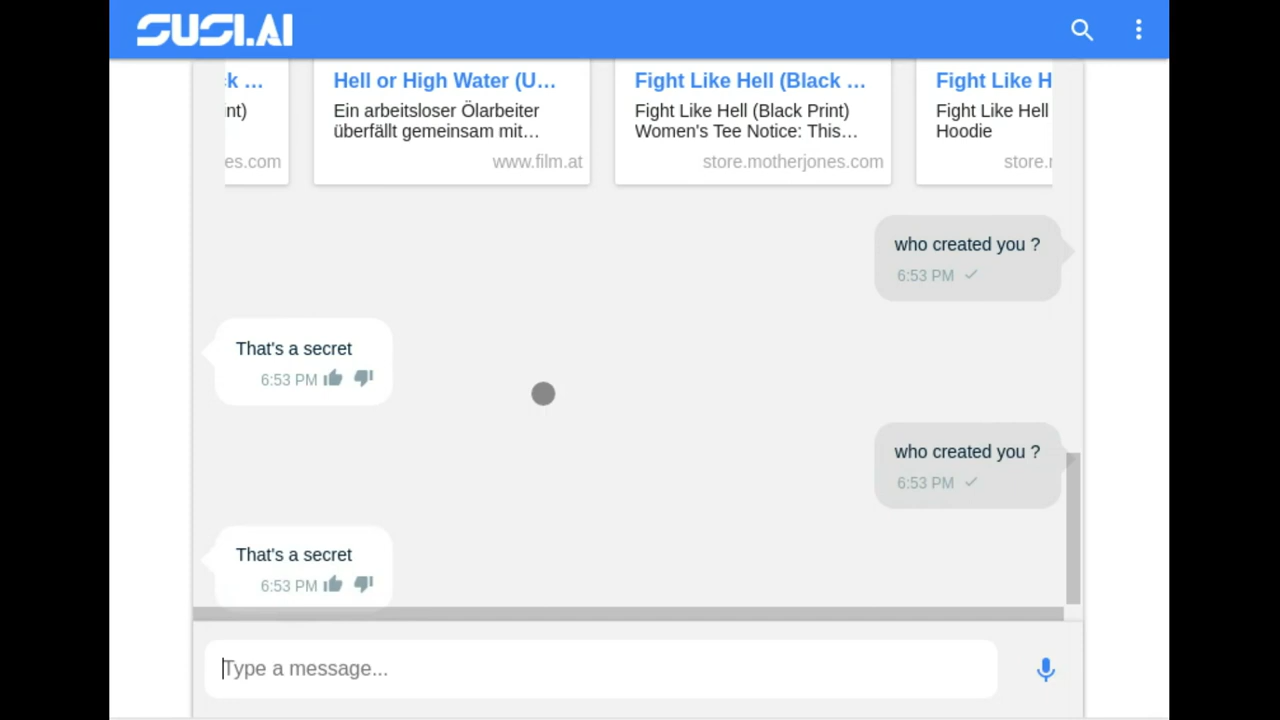 SUSI.AI
ck ...
Hell or High Water (U...
Fight Like Hell (Black ...
Fight Like H
int)
Ein arbeitsloser Ölarbeiter
überfällt gemeinsam mit...
Fight Like Hell (Black Print)
Women's Tee Notice: This...
Fight Like Hell
Hoodie
es.com
www.film.at
store.motherjones.com
store.r
who created you ?
6:53 PM
That's a secret
6:53 PM
who created you ?
6:53 PM
That's a secret
6:53 PM
Type a message...